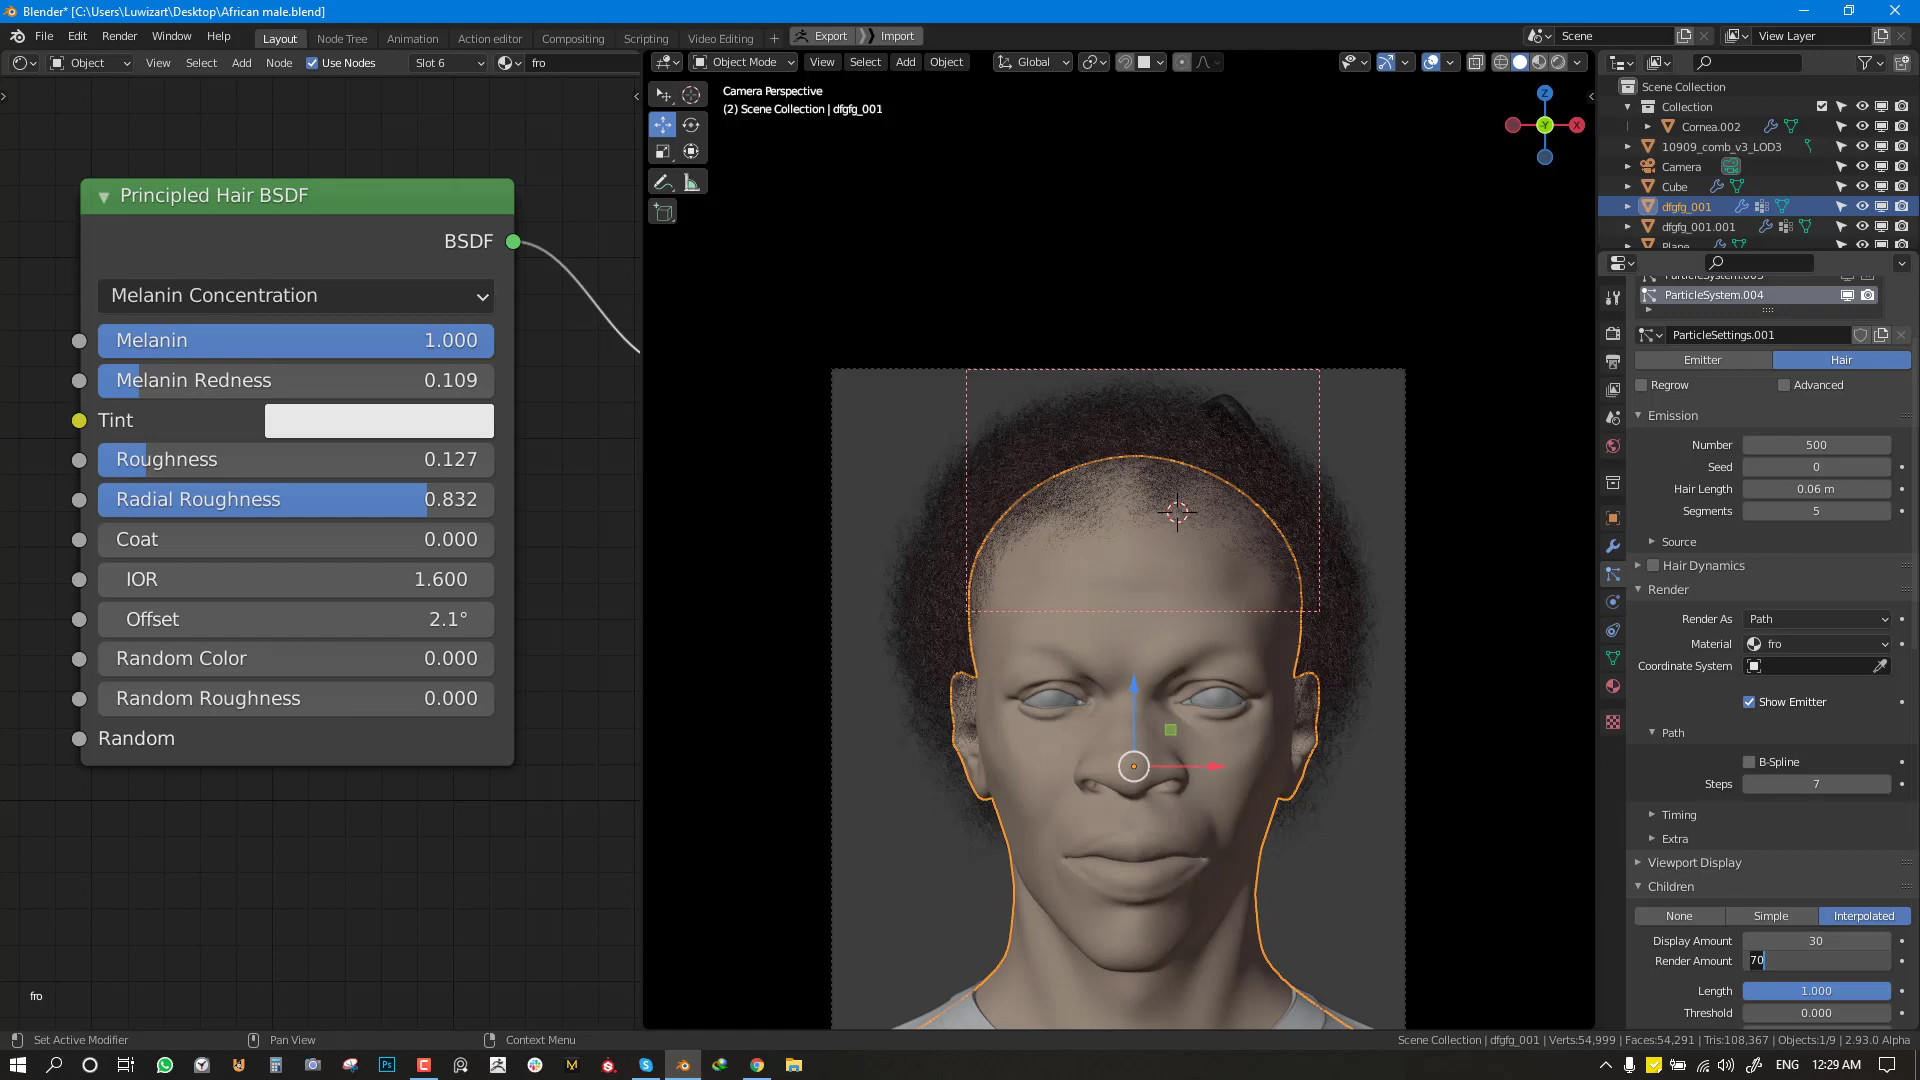 Blender* [C:\Users\Luwizart\Desktop\African male.blend]
File Edit Render Window Help
Layout Node Tree Animation Action editor Compositing Scripting Video Editing + Export Import
Scene
View Layer
Object View Select Add Node Use Nodes Slot 6 fro
Object Mode View Select Add Object Global
Camera Perspective
(2) Scene Collection | dfgfg_001
Z
X
Y
Principled Hair BSDF
BSDF
Melanin Concentration
Melanin 1.000
Melanin Redness 0.109
Tint
Roughness 0.127
Radial Roughness 0.832
Coat 0.000
IOR 1.600
Offset 2.1°
Random Color 0.000
Random Roughness 0.000
Random
fro
Scene Collection
Collection
Cornea.002
10909_comb_v3_LOD3
Camera
Cube
dfgfg_001
dfgfg_001.001
Plane
ParticleSystem.004
ParticleSettings.001
Emitter Hair
Regrow Advanced
Emission
Number 500
Seed 0
Hair Length 0.06 m
Segments 5
Source
Hair Dynamics
Render
Render As Path
Material fro
Coordinate System
Show Emitter
Path
B-Spline
Steps 7
Timing
Extra
Viewport Display
Children
None Simple Interpolated
Display Amount 30
Render Amount 70
Length 1.000
Threshold 0.000
Set Active Modifier Pan View Context Menu
Scene Collection | dfgfg_001 | Verts:54,999 | Faces:54,291 | Tris:108,367 | Objects:1/9 | 2.93.0 Alpha
ENG 12:29 AM